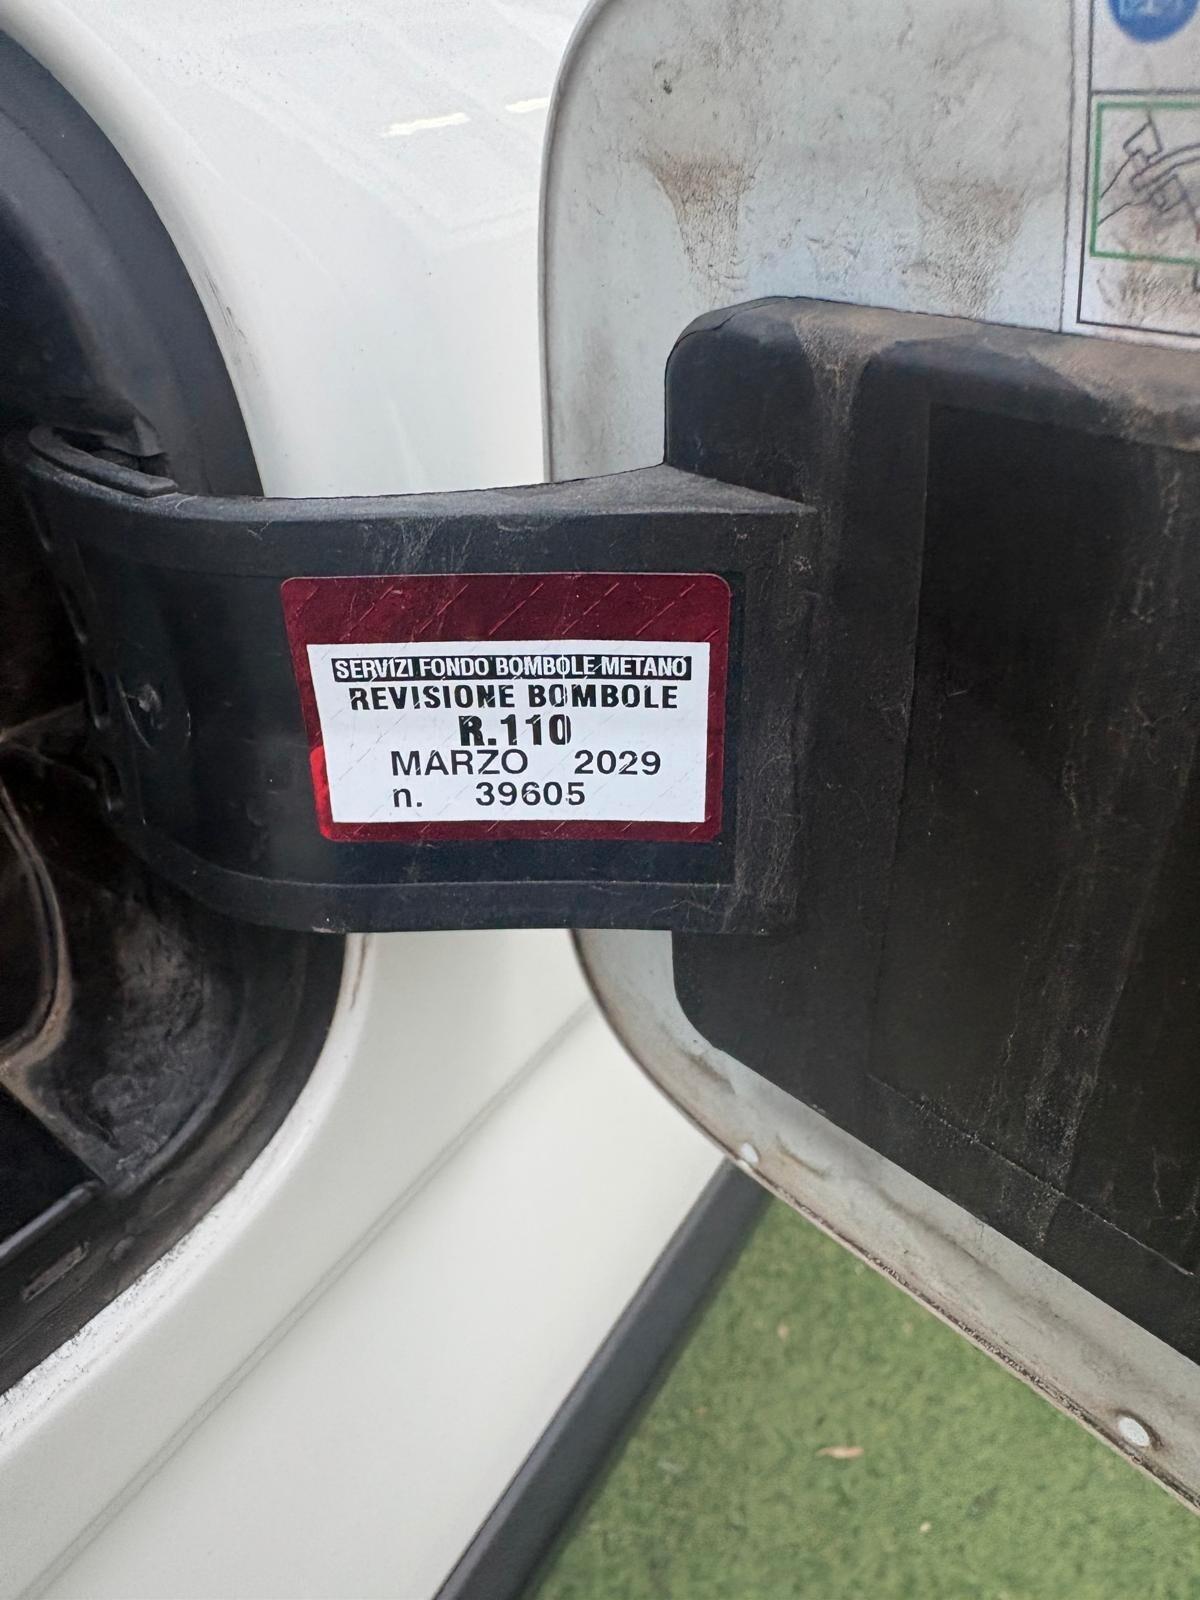 SERVIZI FONDO BOMBOLE METANO
REVISIONE BOMBOLE
R.110
MARZO 2029
n. 39605